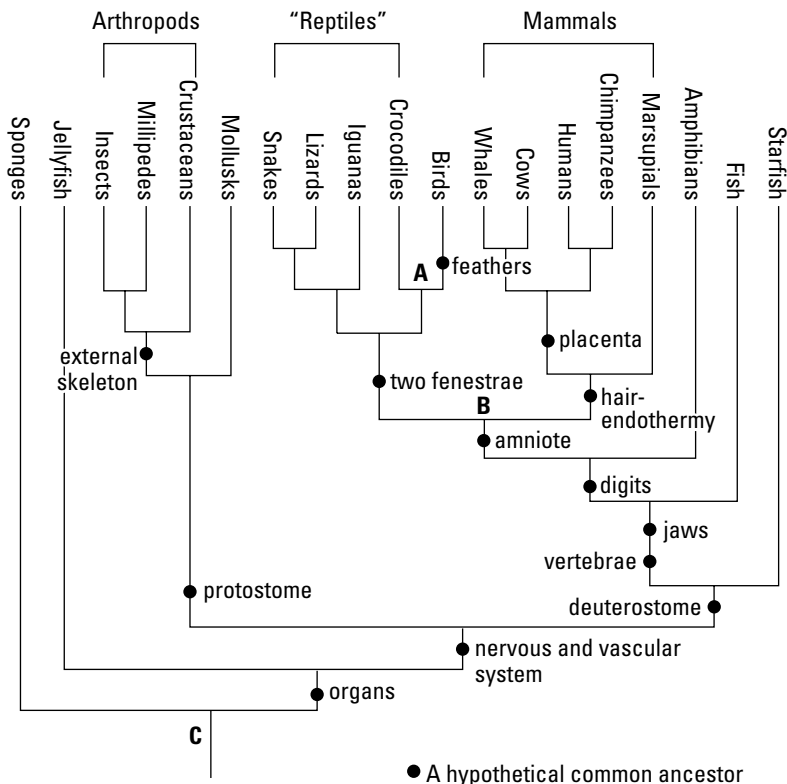 Arthropods
“Reptiles”
Mammals
Sponges
Jellyfish
Insects
Millipedes
Crustaceans
Mollusks
Snakes
Lizards
Iguanas
Crocodiles
Birds
Whales
Cows
Humans
Chimpanzees
Marsupials
Amphibians
Fish
Starfish
A
feathers
external
skeleton
placenta
two fenestrae
B
hair-
endothermy
amniote
digits
jaws
vertebrae
protostome
deuterostome
nervous and vascular
system
organs
C
A hypothetical common ancestor